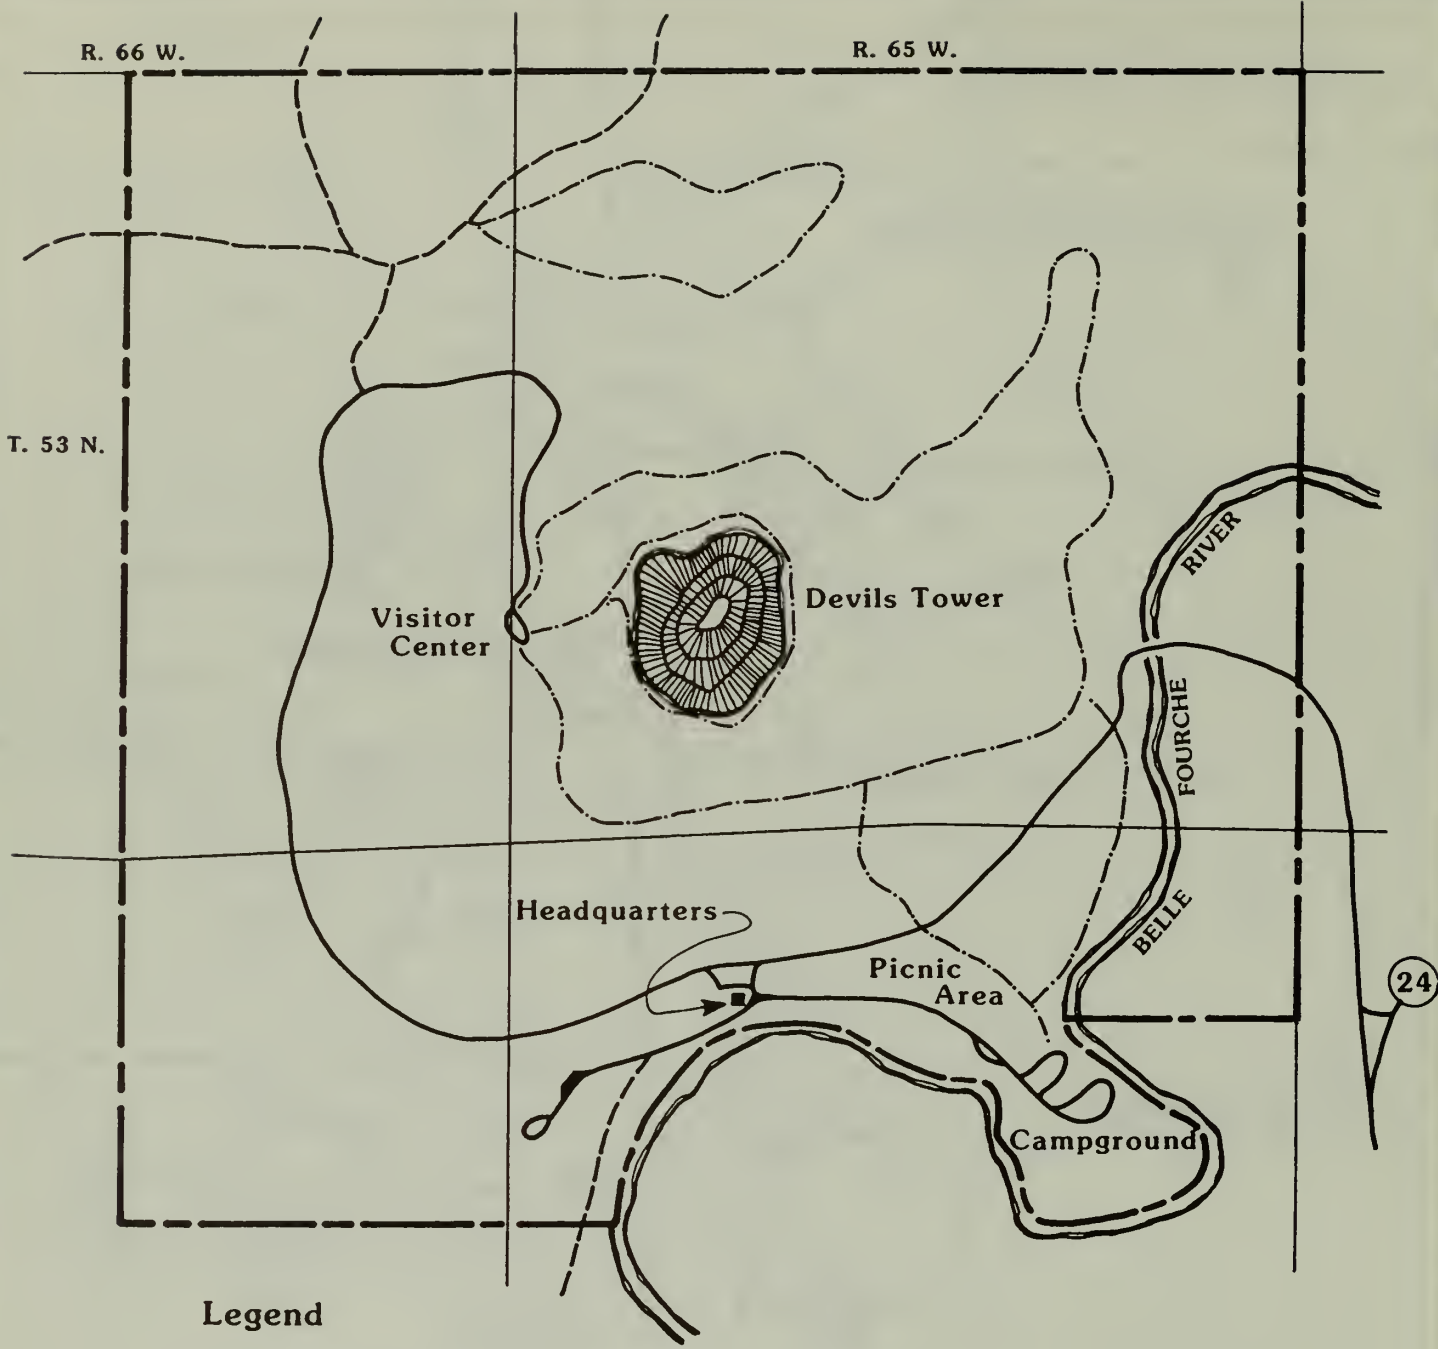 R. 66 W.
R. 65 W.
T. 53 N.
RIVER
Devils Tower
Visitor
Center
FOURCHE
BELLE
Headquarters
Picnic
Area
24
Campground
Legend